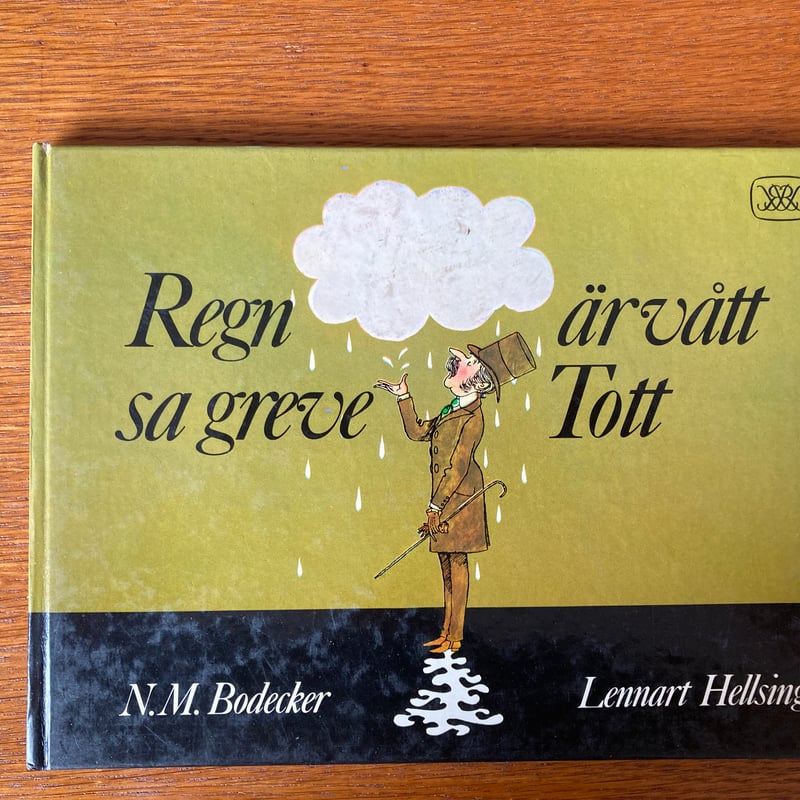 Regn är vått
sa greve Tott
N.M. Bodecker Lennart Hellsing